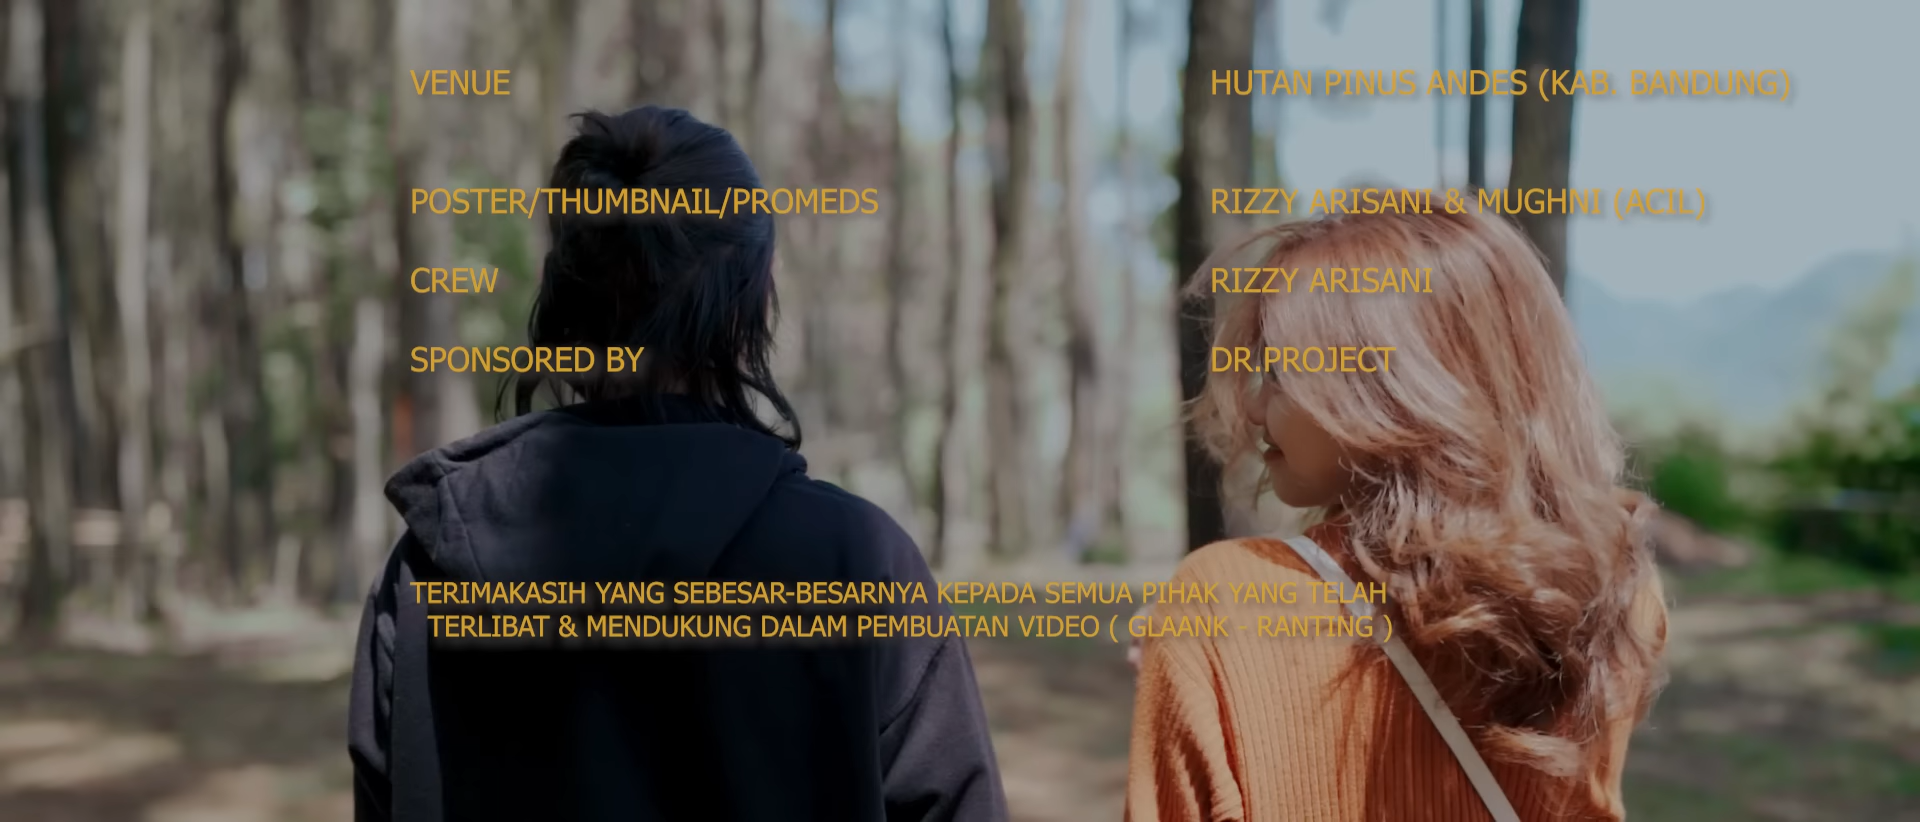 VENUE HUTAN PINUS ANDES (KAB. BANDUNG)
POSTER/THUMBNAIL/PROMEDS RIZZY ARISANI & MUGHNI (ACIL)
CREW RIZZY ARISANI
SPONSORED BY DR.PROJECT
TERIMAKASIH YANG SEBESAR-BESARNYA KEPADA SEMUA PIHAK YANG TELAH
TERLIBAT & MENDUKUNG DALAM PEMBUATAN VIDEO ( GLAANK - RANTING )